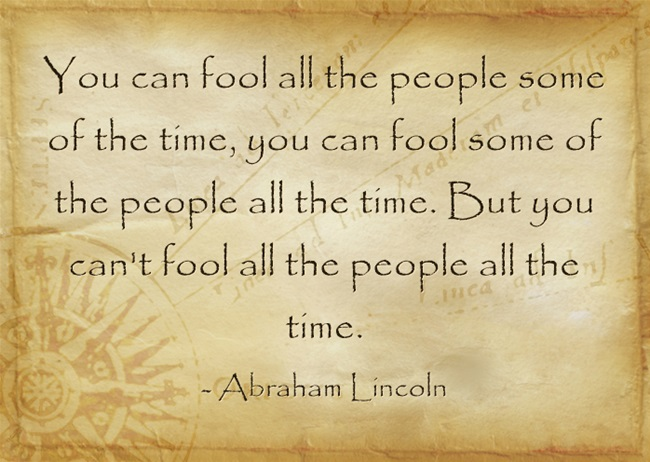 You can fool all the people some
of the time, you can fool some of
the people all the time. But you
can't fool all the people all the
time.
- Abraham Lincoln